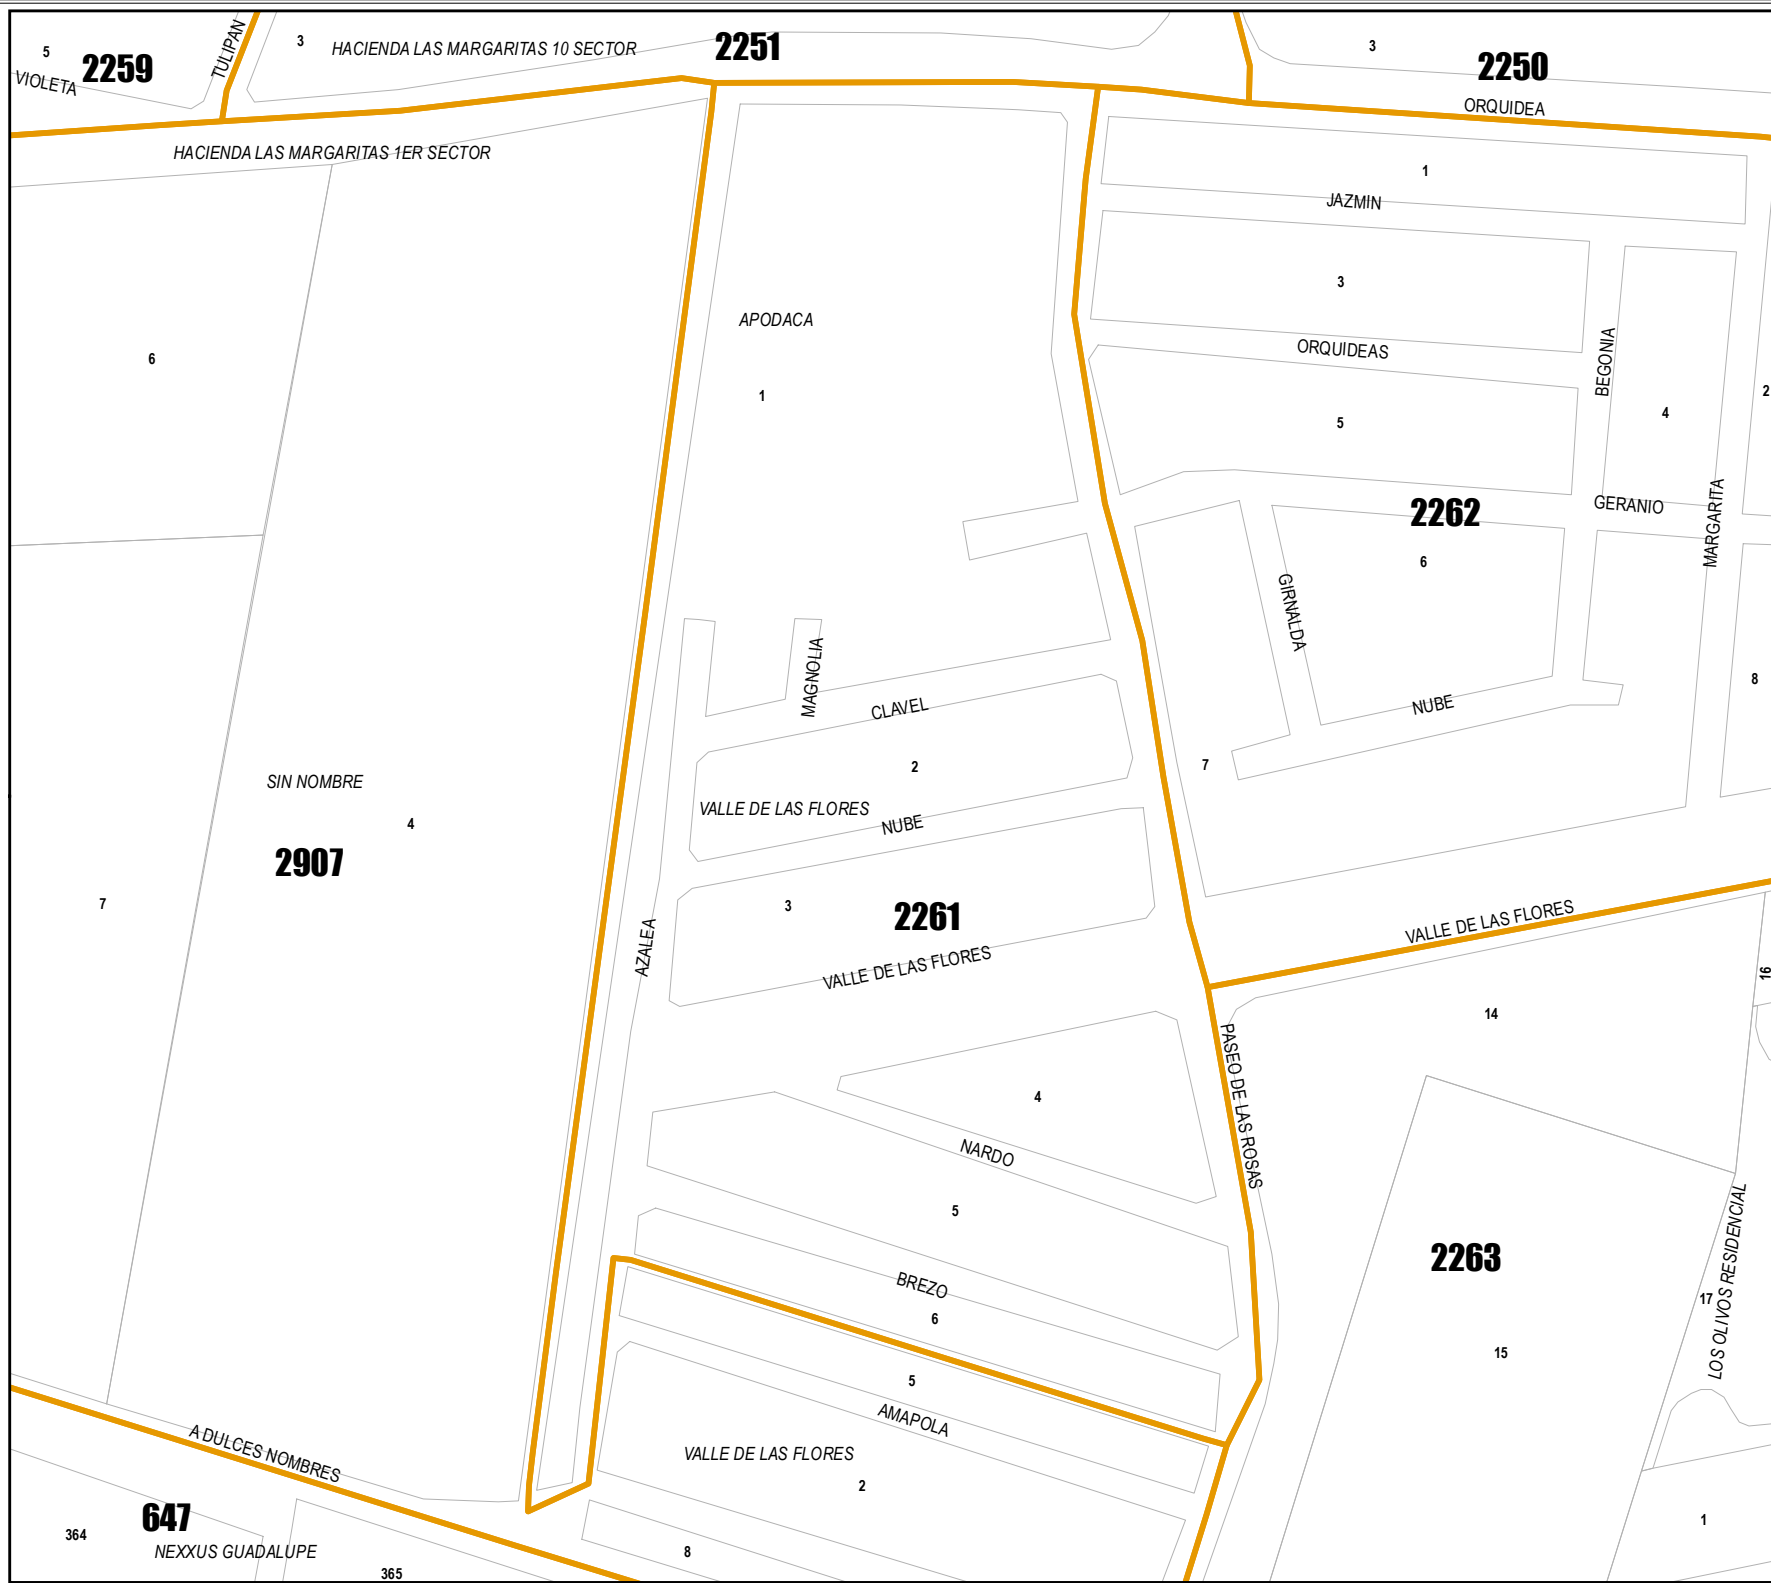 5
2259
VIOLETA
TULIPAN
3
HACIENDA LAS MARGARITAS 10 SECTOR
2251
3
2250
ORQUIDEA
HACIENDA LAS MARGARITAS 1ER SECTOR
1
JAZMIN
3
APODACA
ORQUIDEAS
BEGONIA
6
1
2
4
5
GERANIO
2262
MARGARITA
6
GIRNALDA
MAGNOLIA
8
CLAVEL
NUBE
2
7
SIN NOMBRE
4
VALLE DE LAS FLORES
NUBE
2907
7
3
2261
VALLE DE LAS FLORES
AZALEA
VALLE DE LAS FLORES
16
14
PASEO DE LAS ROSAS
4
NARDO
5
2263
LOS OLIVOS RESIDENCIAL
BREZO
17
6
15
5
AMAPOLA
A DULCES NOMBRES
VALLE DE LAS FLORES
2
647
364
1
NEXXUS GUADALUPE
8
365